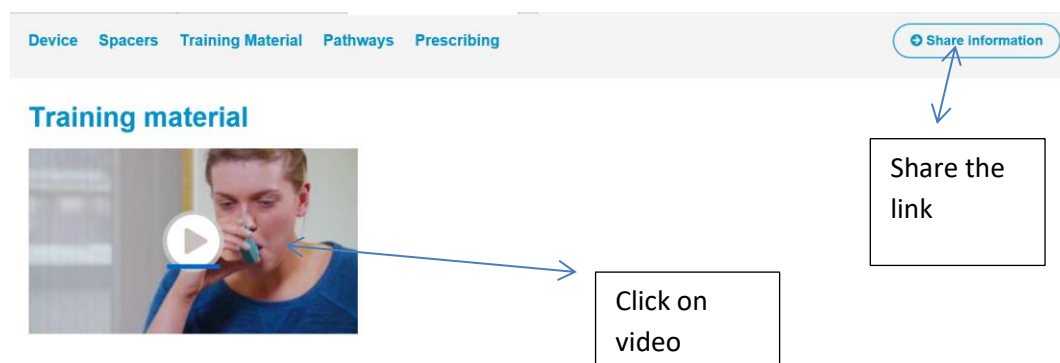 Device Spacers Training Material Pathways Prescribing
Share information
Training material
Share the
link
Click on
video